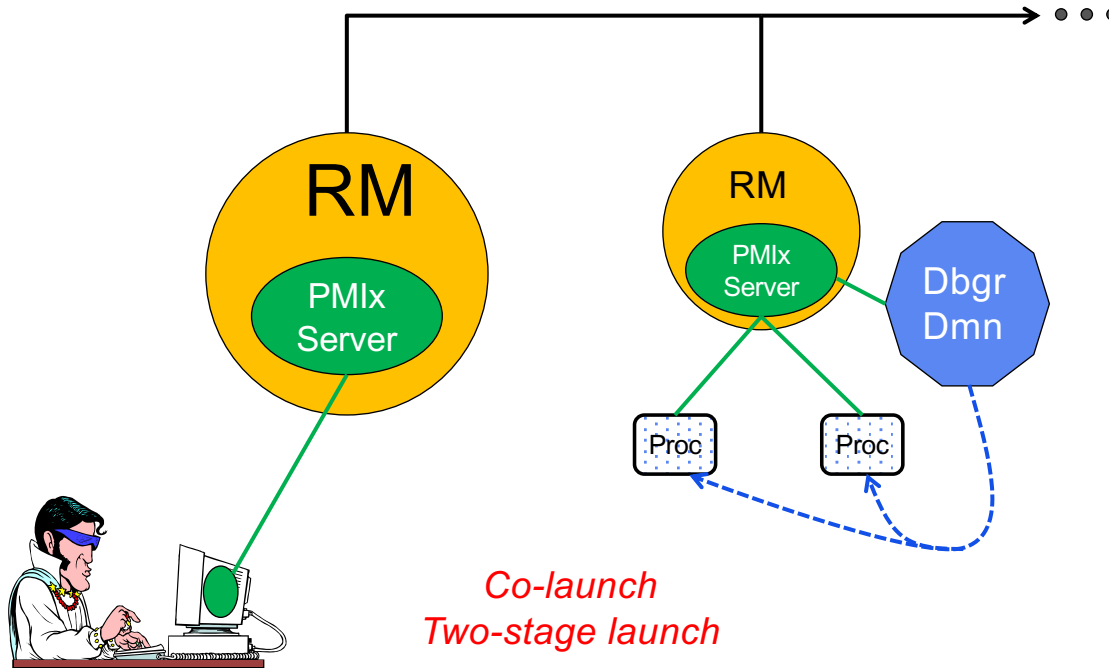 RM
PMIx
Server
RM
PMIx
Server
Dbgr
Dmn
Proc
Proc
Co-launch
Two-stage launch